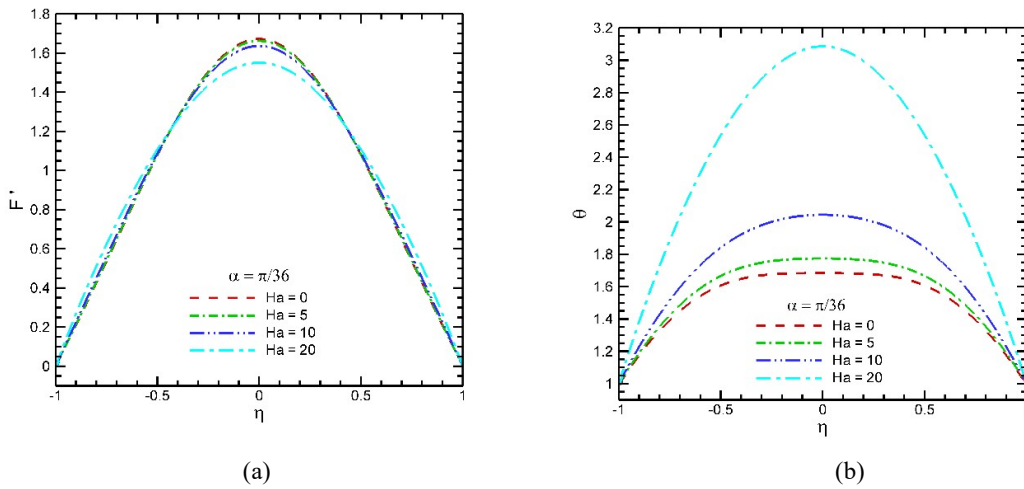 1.8
1.6
1.4
1.2
1
0.8
0.6
0.4
0.2
0
F'
α = π/36
Ha = 0
Ha = 5
Ha = 10
Ha = 20
-1 -0.5 0 0.5 1
η
(a)
3.2
3
2.8
2.6
2.4
2.2
2
1.8
1.6
1.4
1.2
1
θ
α = π/36
Ha = 0
Ha = 5
Ha = 10
Ha = 20
-1 -0.5 0 0.5
η
(b)